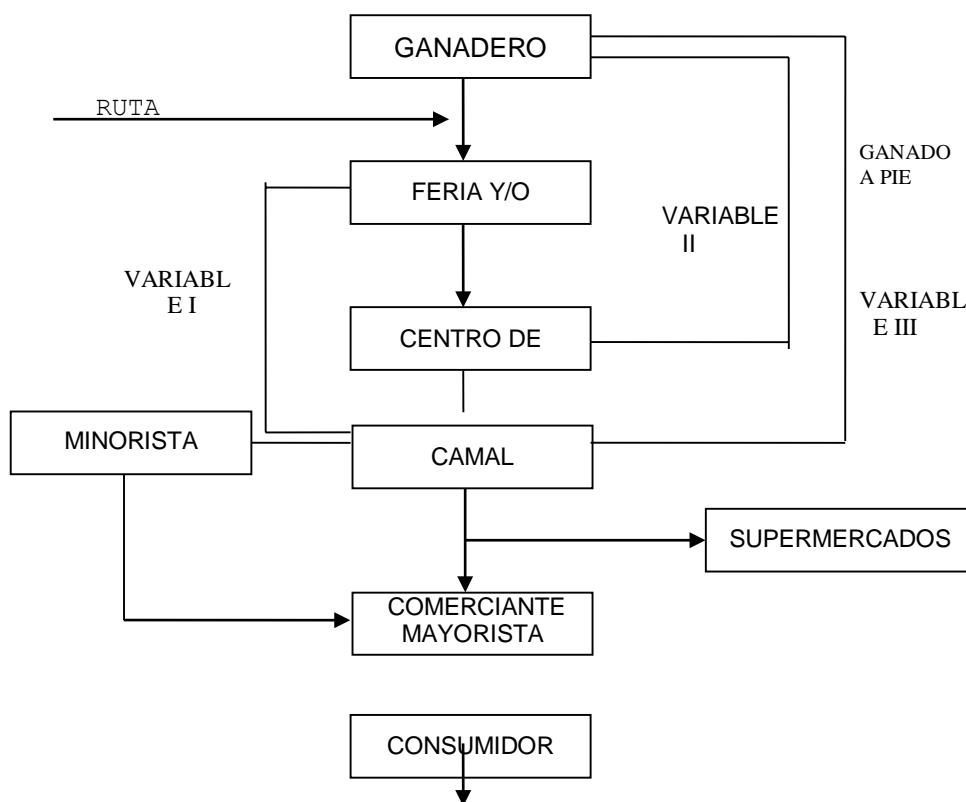 GANADERO
RUTA
GANADO
A PIE
FERIA Y/O
VARIABLE
II
VARIABL
E I
VARIABL
E III
CENTRO DE
MINORISTA
CAMAL
SUPERMERCADOS
COMERCIANTE
MAYORISTA
CONSUMIDOR